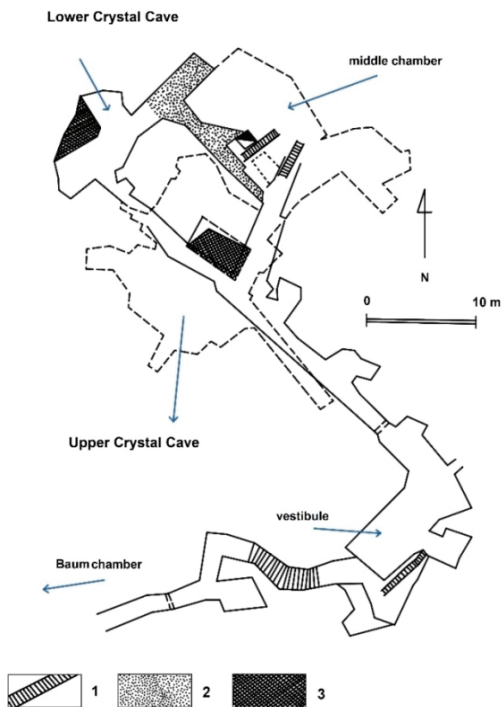 Lower Crystal Cave
middle chamber
N
0 10 m
Upper Crystal Cave
vestibule
Baum chamber
1 2 3